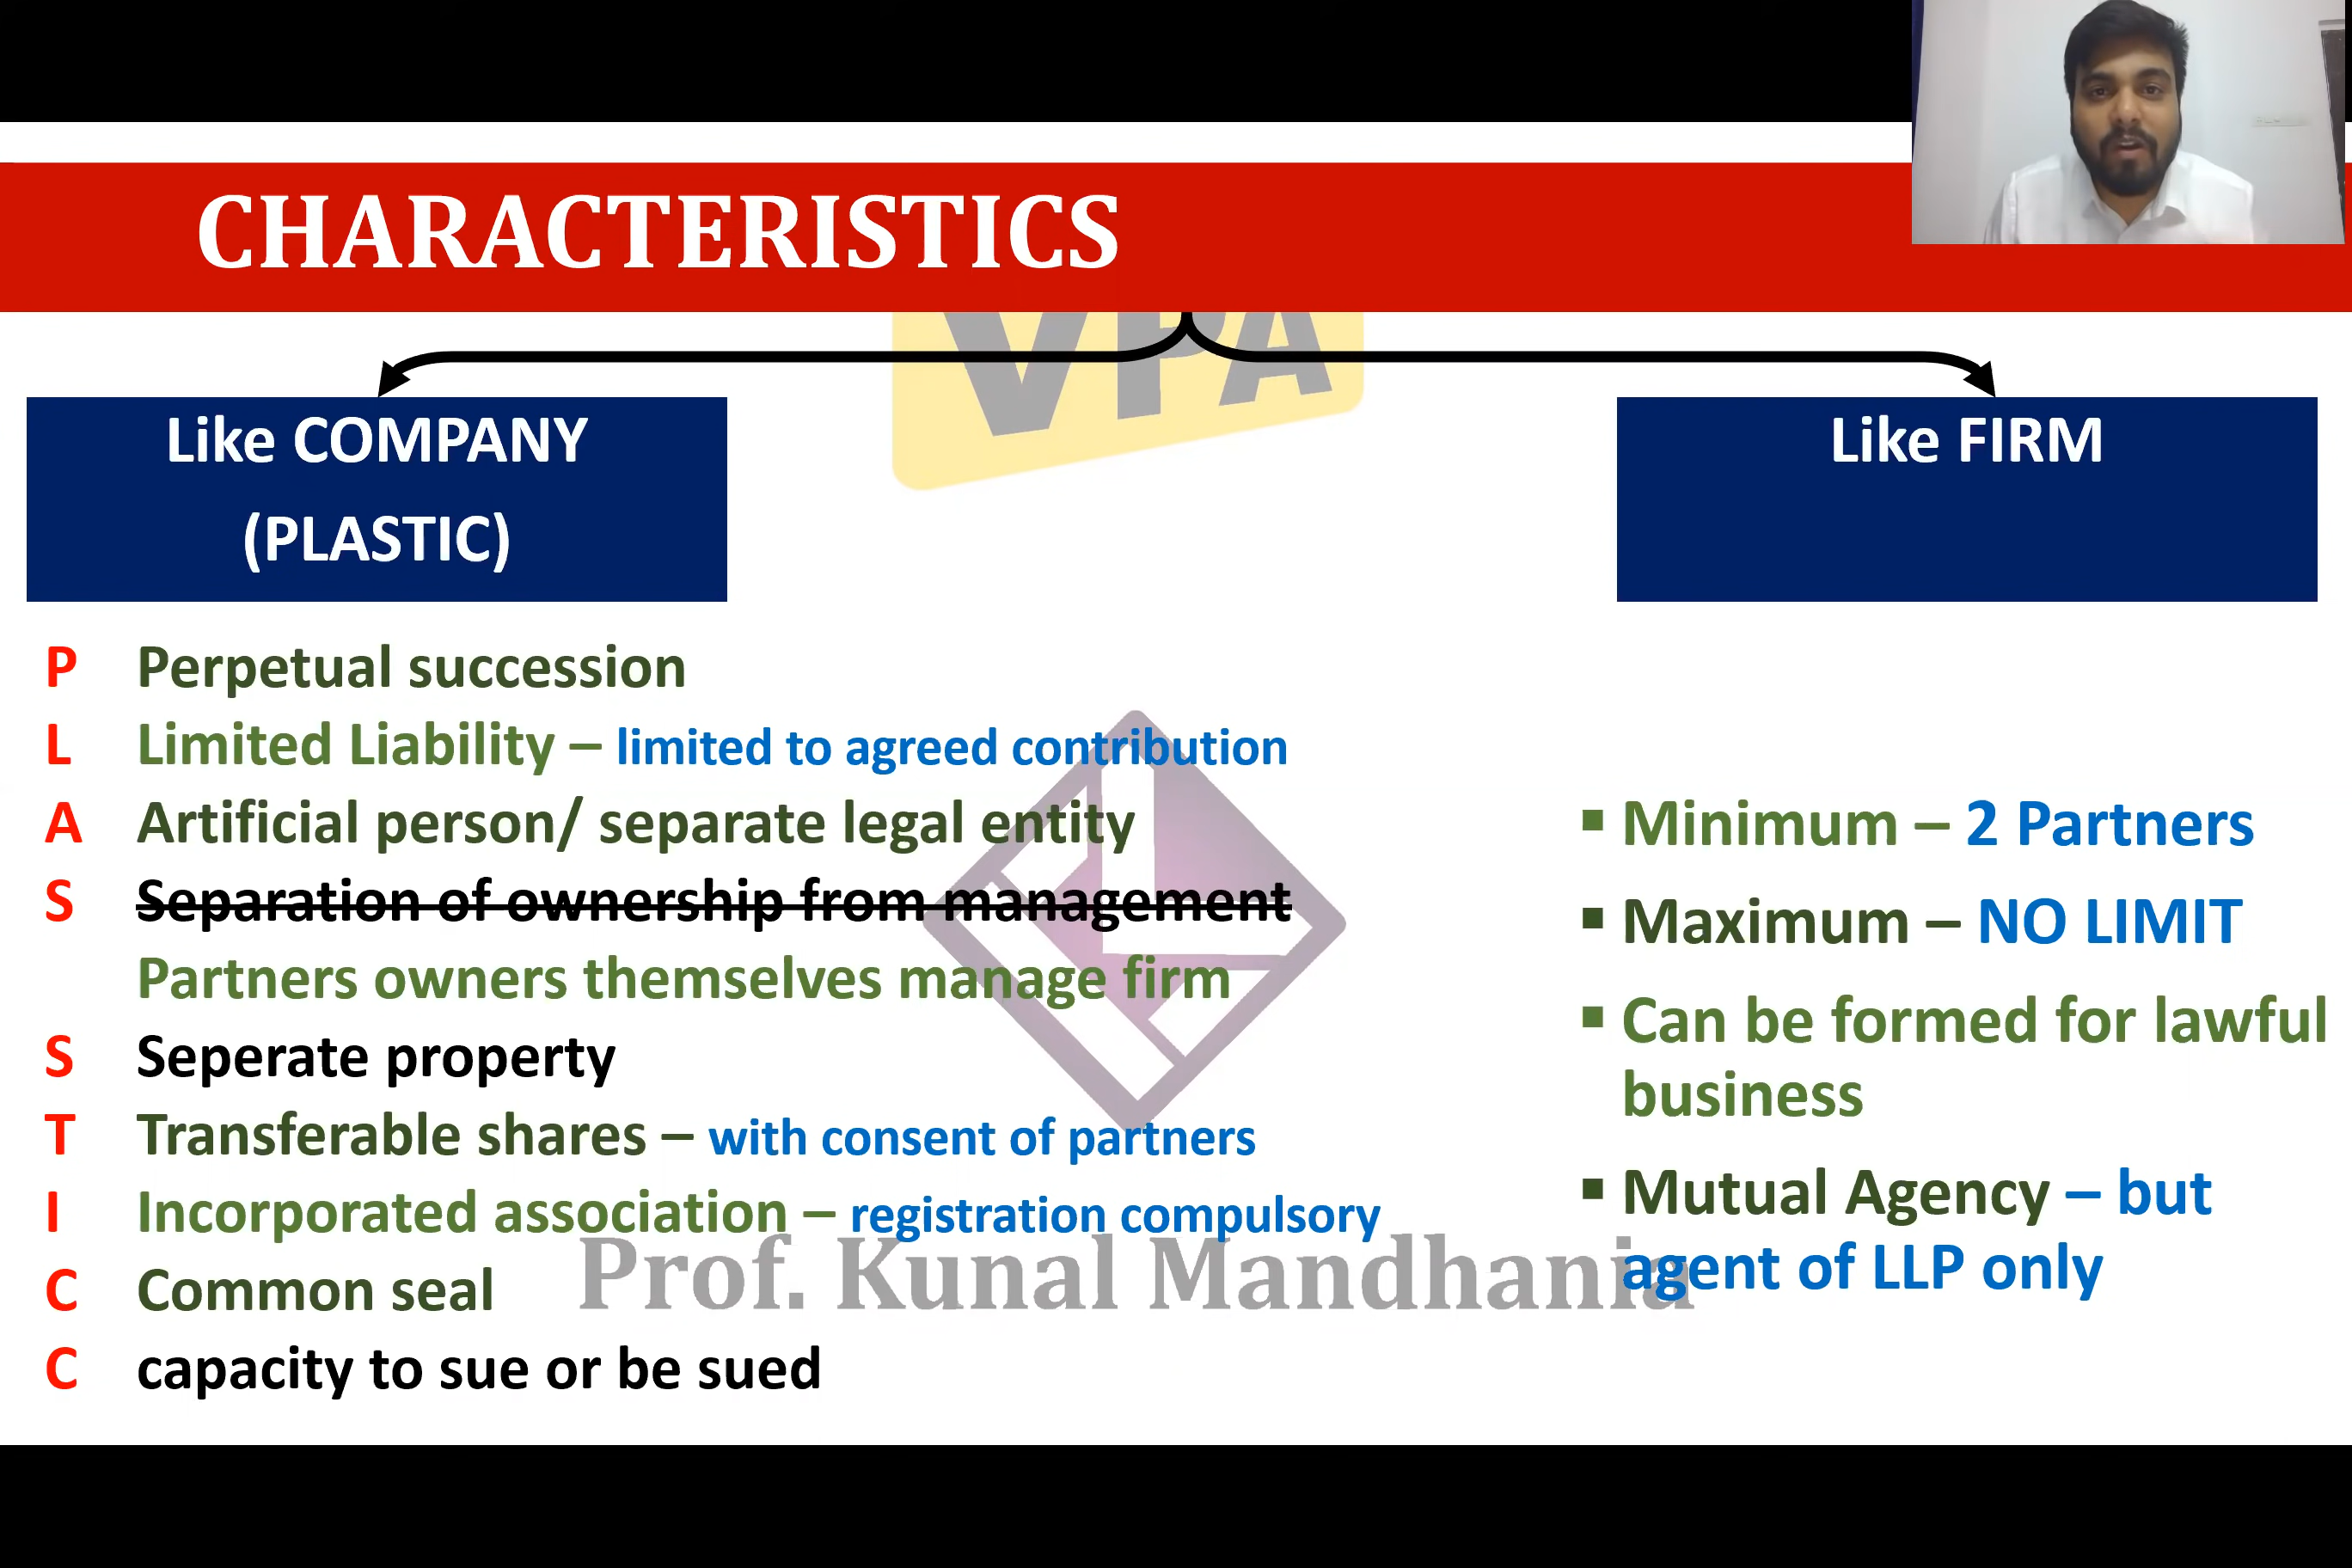 CHARACTERISTICS
VPA
Like COMPANY
(PLASTIC)
P Perpetual succession
L Limited Liability – limited to agreed contribution
A Artificial person/ separate legal entity
S Separation of ownership from management
Partners owners themselves manage firm
S Seperate property
T Transferable shares – with consent of partners
I Incorporated association – registration compulsory
C Common seal
C capacity to sue or be sued
Like FIRM
▪ Minimum – 2 Partners
▪ Maximum – NO LIMIT
▪ Can be formed for lawful
business
▪ Mutual Agency – but
agent of LLP only
Prof. Kunal Mandhania